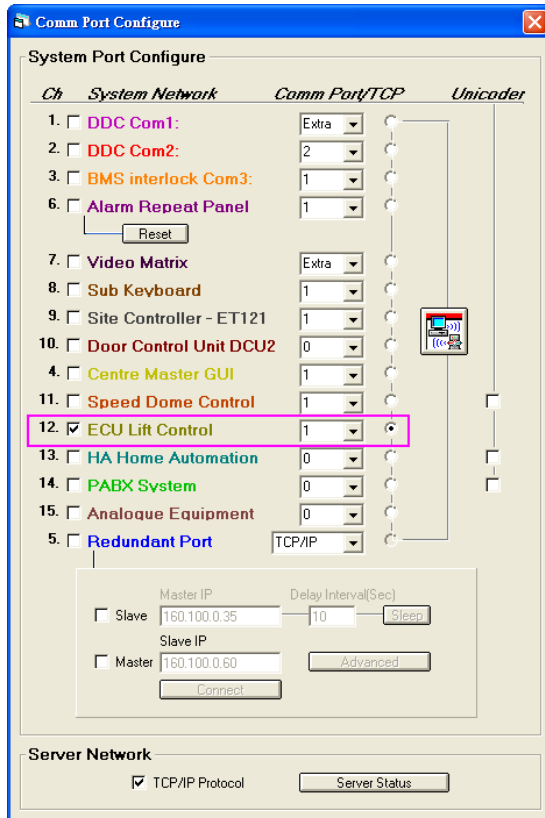 Comm Port Configure
System Port Configure
Ch System Network Comm Port/TCP Unicoder
1. DDC Com1: Extra
2. DDC Com2: 2
3. BMS interlock Com3: 1
6. Alarm Repeat Panel 1
Reset
7. Video Matrix Extra
8. Sub Keyboard 1
9. Site Controller - ET121 1
10. Door Control Unit DCU2 0
4. Centre Master GUI 1
11. Speed Dome Control 1
12. ECU Lift Control 1
13. HA Home Automation 0
14. PABX System 0
15. Analogue Equipment 0
5. Redundant Port TCP/IP
Master IP Delay Interval(Sec)
Slave 160.100.0.35 10 Sleep
Slave IP
Master 160.100.0.60 Advanced
Connect
Server Network
TCP/IP Protocol Server Status